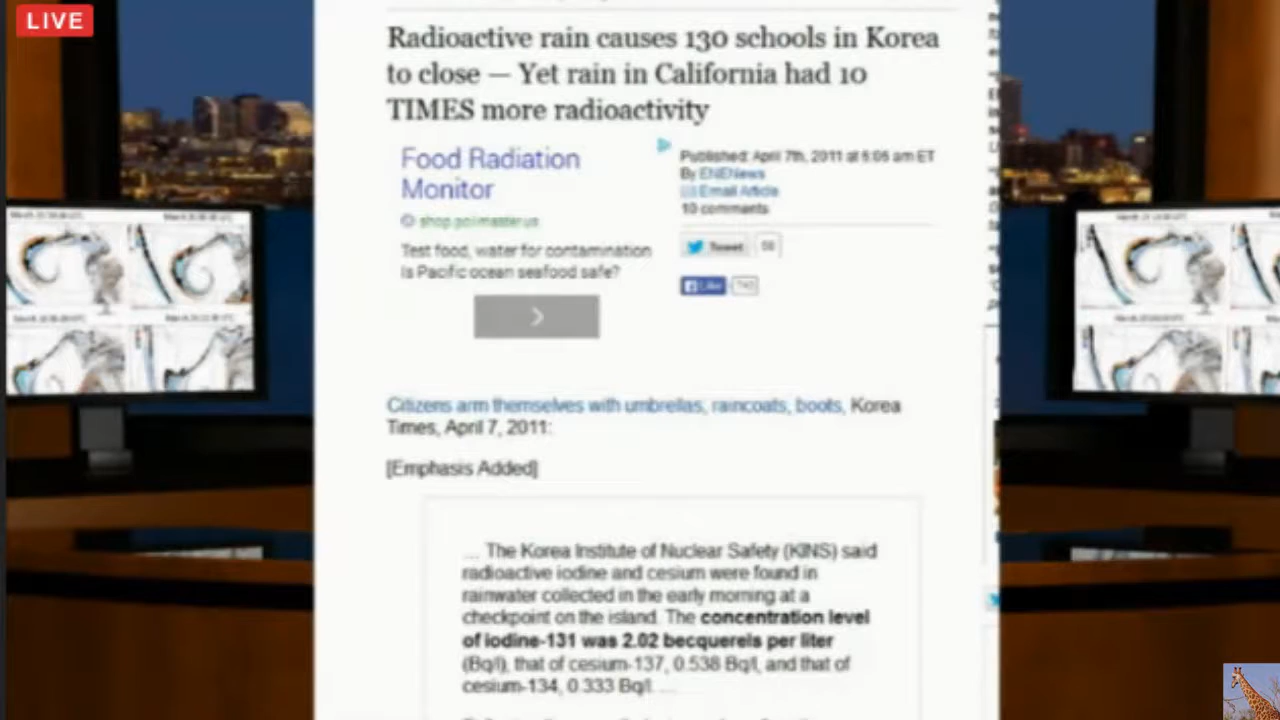 LIVE
Radioactive rain causes 130 schools in Korea
to close — Yet rain in California had 10
TIMES more radioactivity
Food Radiation
Monitor
shop.polimaster.us
Test food, water for contamination
Is Pacific ocean seafood safe?
Published: April 7th, 2011 at 5:05 am ET
By ENENews
Email Article
10 comments
Tweet
Like
Citizens arm themselves with umbrellas, raincoats, boots, Korea
Times, April 7, 2011:
[Emphasis Added]
... The Korea Institute of Nuclear Safety (KINS) said
radioactive iodine and cesium were found in
rainwater collected in the early morning at a
checkpoint on the island. The concentration level
of iodine-131 was 2.02 becquerels per liter
(Bq/l), that of cesium-137, 0.538 Bq/l, and that of
cesium-134, 0.333 Bq/l. ...